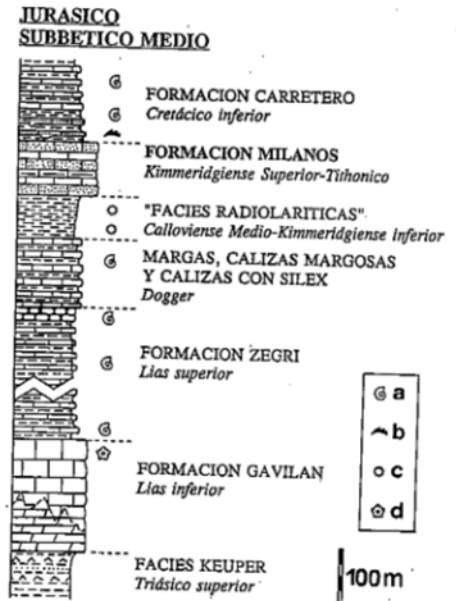 JURASICO
SUBBETICO MEDIO
FORMACION CARRETERO
Cretácico inferior
FORMACION MILANOS
Kimmeridgiense Superior-Tithonico
"FACIES RADIOLARITICAS"
Calloviense Medio-Kimmeridgiense Inferior
MARGAS, CALIZAS MARGOSAS
Y CALIZAS CON SILEX
Dogger
FORMACION ZEGRI
Lias superior
FORMACION GAVILAN
Lias inferior
FACIES KEUPER
Triásico superior
a
b
c
d
100m